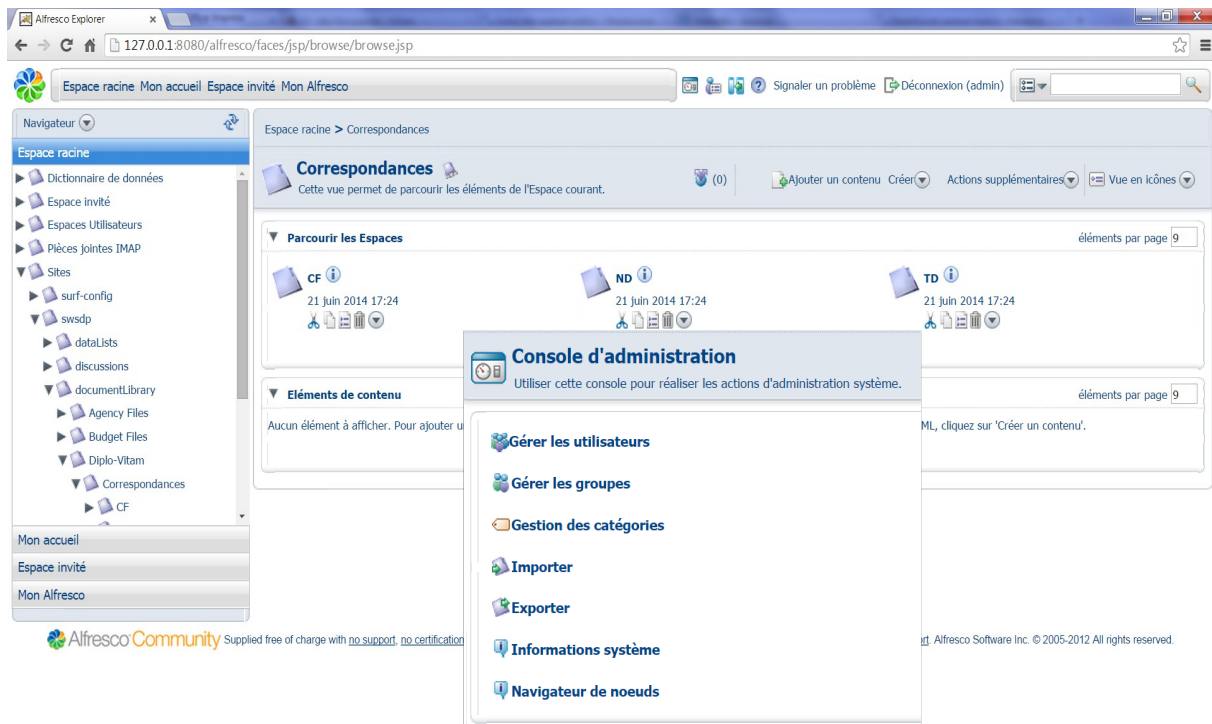 Alfresco Explorer
127.0.0.1:8080/alfresco/faces/jsp/browse/browse.jsp
Espace racine Mon accueil Espace invité Mon Alfresco
Signaler un problème Déconnexion (admin)
Navigateur
Espace racine
Dictionnaire de données
Espace invité
Espaces Utilisateurs
Pièces jointes IMAP
Sites
surf-config
swsdp
dataLists
discussions
documentLibrary
Agency Files
Budget Files
Diplo-Vitam
Correspondances
CF
Mon accueil
Espace invité
Mon Alfresco
Espace racine > Correspondances
Correspondances
Cette vue permet de parcourir les éléments de l'Espace courant.
(0)
Ajouter un contenu Créer Actions supplémentaires Vue en icônes
Parcourir les Espaces
éléments par page 9
CF
21 juin 2014 17:24
ND
21 juin 2014 17:24
TD
21 juin 2014 17:24
Eléments de contenu
éléments par page 9
Aucun élément à afficher. Pour ajouter u
ML, cliquez sur 'Créer un contenu'.
Console d'administration
Utiliser cette console pour réaliser les actions d'administration système.
Gérer les utilisateurs
Gérer les groupes
Gestion des catégories
Importer
Exporter
Informations système
Navigateur de noeuds
Alfresco Community Supplied free of charge with no support, no certification
rt. Alfresco Software Inc. © 2005-2012 All rights reserved.